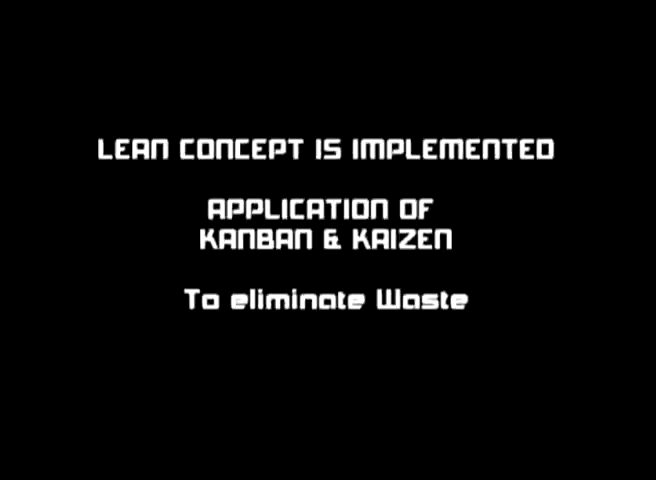 LEAN CONCEPT IS IMPLEMENTED
APPLICATION OF
KANBAN & KAIZEN
To eliminate Waste